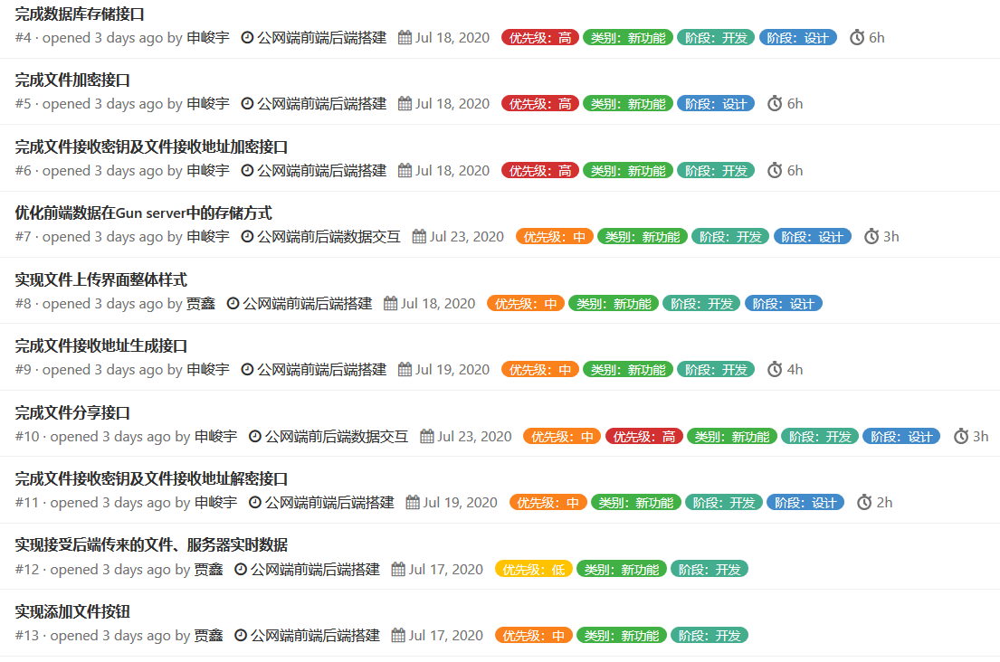 完成数据库存储接口
#4 · opened 3 days ago by 申峻宇 公网端前端后端搭建 Jul 18, 2020 优先级：高 类别：新功能 阶段：开发 阶段：设计 6h
完成文件加密接口
#5 · opened 3 days ago by 申峻宇 公网端前端后端搭建 Jul 18, 2020 优先级：高 类别：新功能 阶段：设计 6h
完成文件接收密钥及文件接收地址加密接口
#6 · opened 3 days ago by 申峻宇 公网端前端后端搭建 Jul 18, 2020 优先级：高 类别：新功能 阶段：开发 6h
优化前端数据在Gun server中的存储方式
#7 · opened 3 days ago by 申峻宇 公网端前后端数据交互 Jul 23, 2020 优先级：中 类别：新功能 阶段：开发 阶段：设计 3h
实现文件上传界面整体样式
#8 · opened 3 days ago by 贾鑫 公网端前端后端搭建 Jul 18, 2020 优先级：中 类别：新功能 阶段：开发 阶段：设计
完成文件接收地址生成接口
#9 · opened 3 days ago by 申峻宇 公网端前端后端搭建 Jul 19, 2020 优先级：中 类别：新功能 阶段：开发 4h
完成文件分享接口
#10 · opened 3 days ago by 申峻宇 公网端前后端数据交互 Jul 23, 2020 优先级：中 优先级：高 类别：新功能 阶段：开发 阶段：设计 3h
完成文件接收密钥及文件接收地址解密接口
#11 · opened 3 days ago by 申峻宇 公网端前端后端搭建 Jul 19, 2020 优先级：中 类别：新功能 阶段：开发 阶段：设计 2h
实现接受后端传来的文件、服务器实时数据
#12 · opened 3 days ago by 贾鑫 公网端前端后端搭建 Jul 17, 2020 优先级：低 类别：新功能 阶段：开发
实现添加文件按钮
#13 · opened 3 days ago by 贾鑫 公网端前端后端搭建 Jul 17, 2020 优先级：中 类别：新功能 阶段：开发